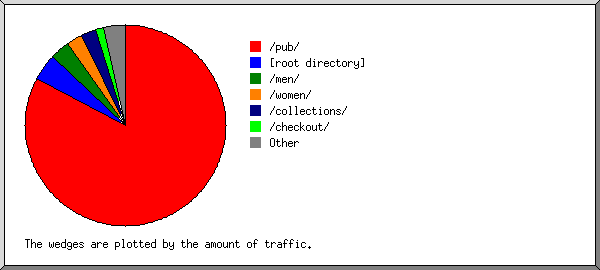 /pub/
[root directory]
/men/
/women/
/collections/
/checkout/
Other
The wedges are plotted by the amount of traffic.